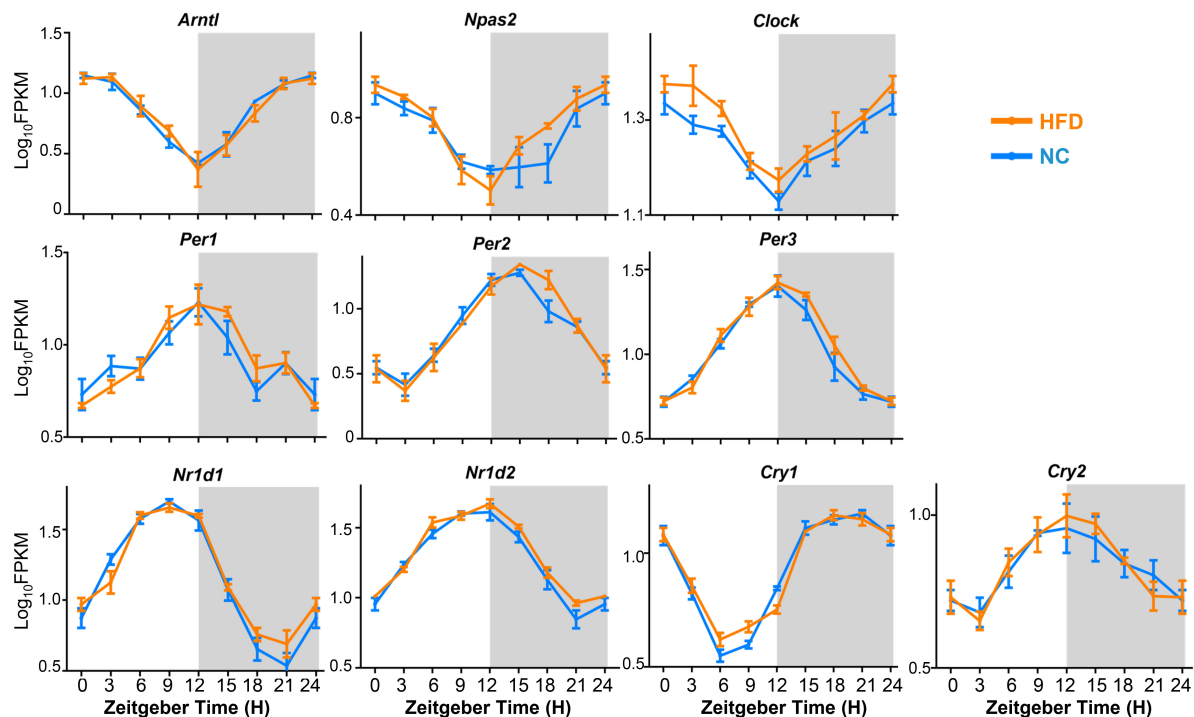 Arntl
Npas2
Clock
Log10FPKM
1.5
1.0
0.5
0
0.8
0.4
1.3
1.1
HFD
NC
Per1
Per2
Per3
Log10FPKM
1.5
1.0
0.5
1.0
0.5
0
1.5
1.0
0.5
Nr1d1
Nr1d2
Cry1
Cry2
Log10FPKM
1.5
1.0
0.5
1.5
1.0
0.5
1.0
0.5
1.0
0.5
0 3 6 9 12 15 18 21 24
0 3 6 9 12 15 18 21 24
0 3 6 9 12 15 18 21 24
0 3 6 9 12 15 18 21 24
Zeitgeber Time (H)
Zeitgeber Time (H)
Zeitgeber Time (H)
Zeitgeber Time (H)